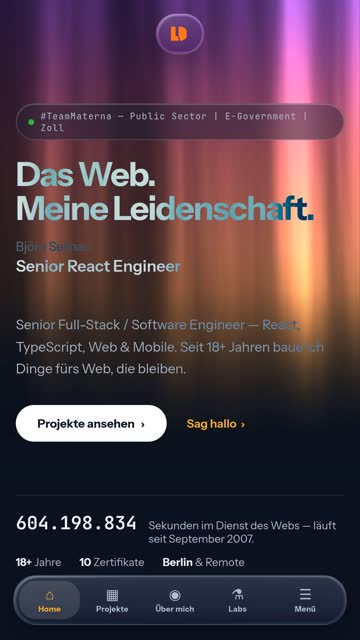 #TeamMaterna — Public Sector | E-Government |
Zoll
Das Web.
Meine Leidenschaft.
Björn
Senior React Engineer
Senior Full-Stack / Software Engineer — React,
TypeScript, Web & Mobile. Seit 18+ Jahren baue ich
Dinge fürs Web, die bleiben.
Projekte ansehen ›
Sag hallo ›
604.198.834 Sekunden im Dienst des Webs — läuft
seit September 2007.
18+ Jahre 10 Zertifikate Berlin & Remote
Home Projekte Über mich Labs Menü